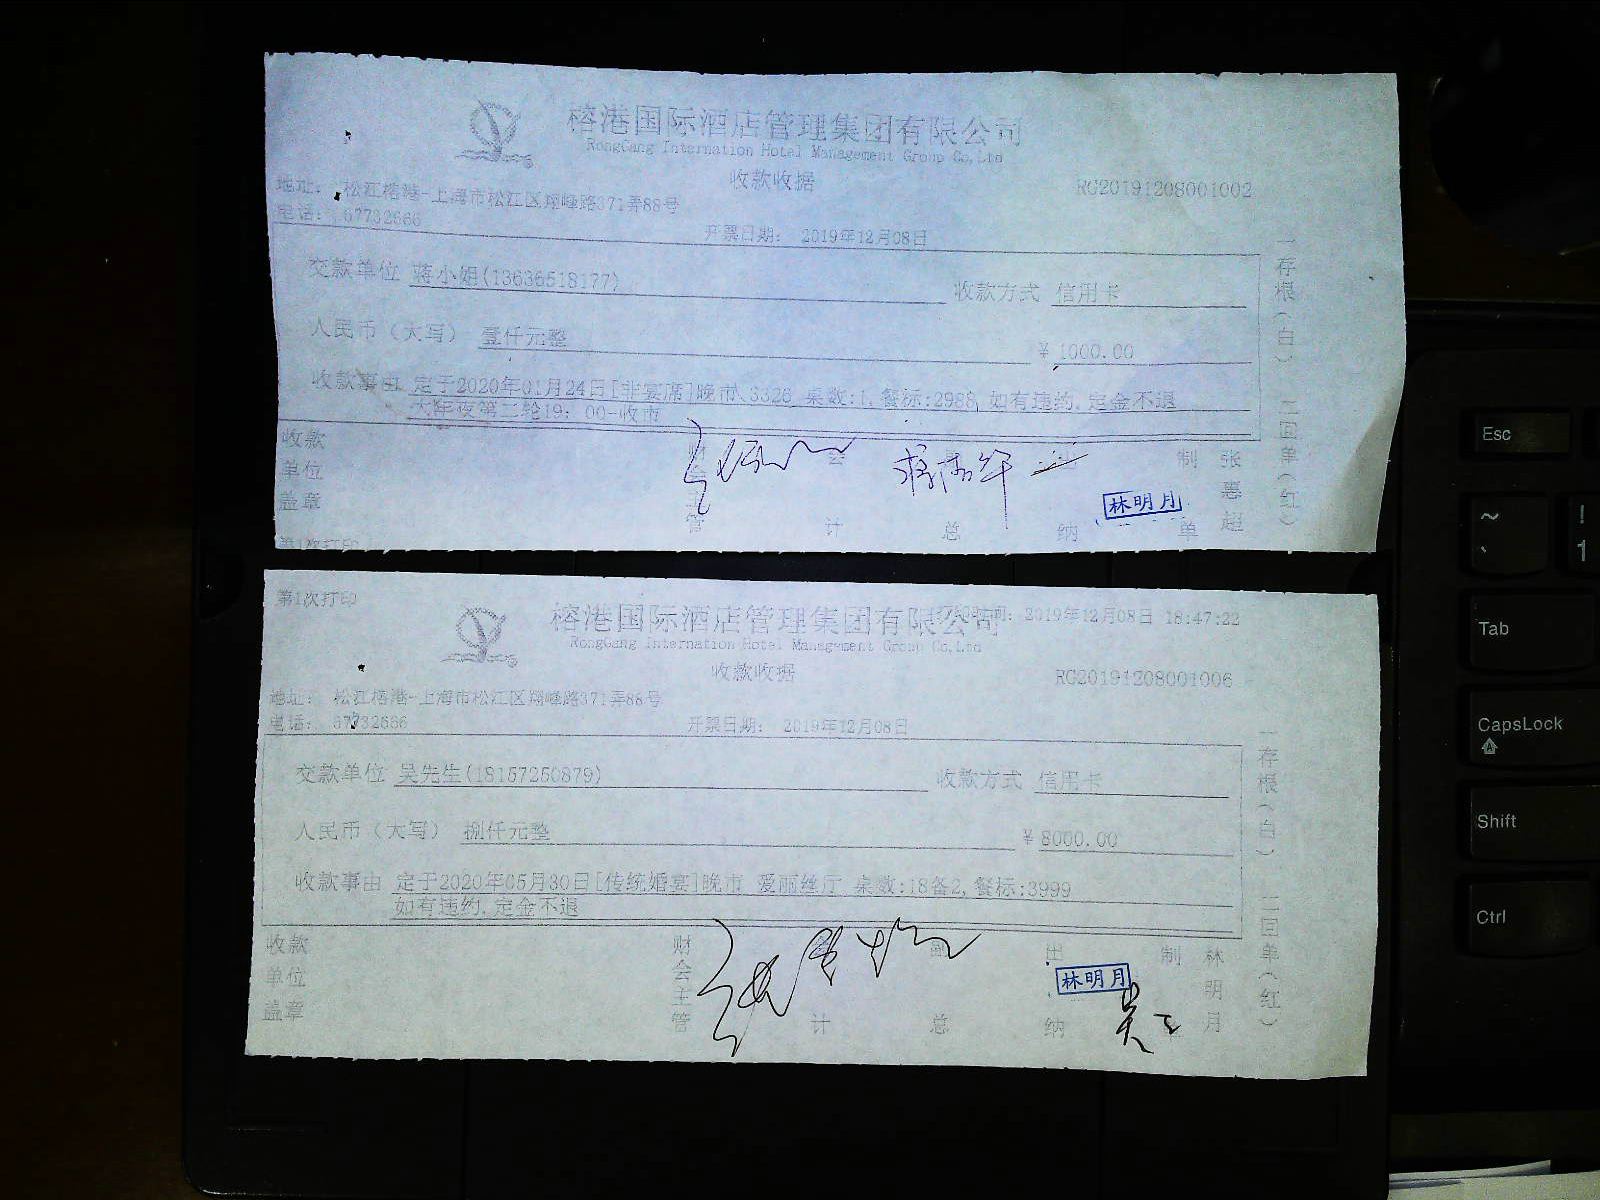 榕港国际酒店管理集团有限公司
RongGang Internation Hotel Management Group Co,Ltd
收款收据
RG20191208001002
地址： 松江榕港-上海市松江区翔峰路371弄88号
电话： 67732666
开票日期： 2019年12月08日
交款单位 蒋小姐(13636518177) 收款方式 信用卡
人民币（大写） 壹仟元整 ¥ 1000.00
收款事由 定于2020年01月24日[非宴席]晚市、3328 桌数:1, 餐标:2988, 如有违约,定金不退
大年夜第二轮19：00-收市
收款单位盖章
财会主管
会计
副总
出纳
制单
张惠超
林明月
一存根（白） 二回单（红）
第1次打印
第1次打印
榕港国际酒店管理集团有限公司
2019年12月08日 18:47:22
RongGang Internation Hotel Management Group Co,Ltd
收款收据
RG20191208001006
地址： 松江榕港-上海市松江区翔峰路371弄88号
电话： 67732666
开票日期： 2019年12月08日
交款单位 吴先生(18157250879) 收款方式 信用卡
人民币（大写） 捌仟元整 ¥ 8000.00
收款事由 定于2020年05月30日[传统婚宴]晚市 爱丽丝厅 桌数:18备2, 餐标:3999
如有违约,定金不退
收款单位盖章
财会主管
计
副总
出纳
制
林明月
林明月
一存根（白） 二回单（红）
Esc
~
!
1
Tab
CapsLock
Shift
Ctrl